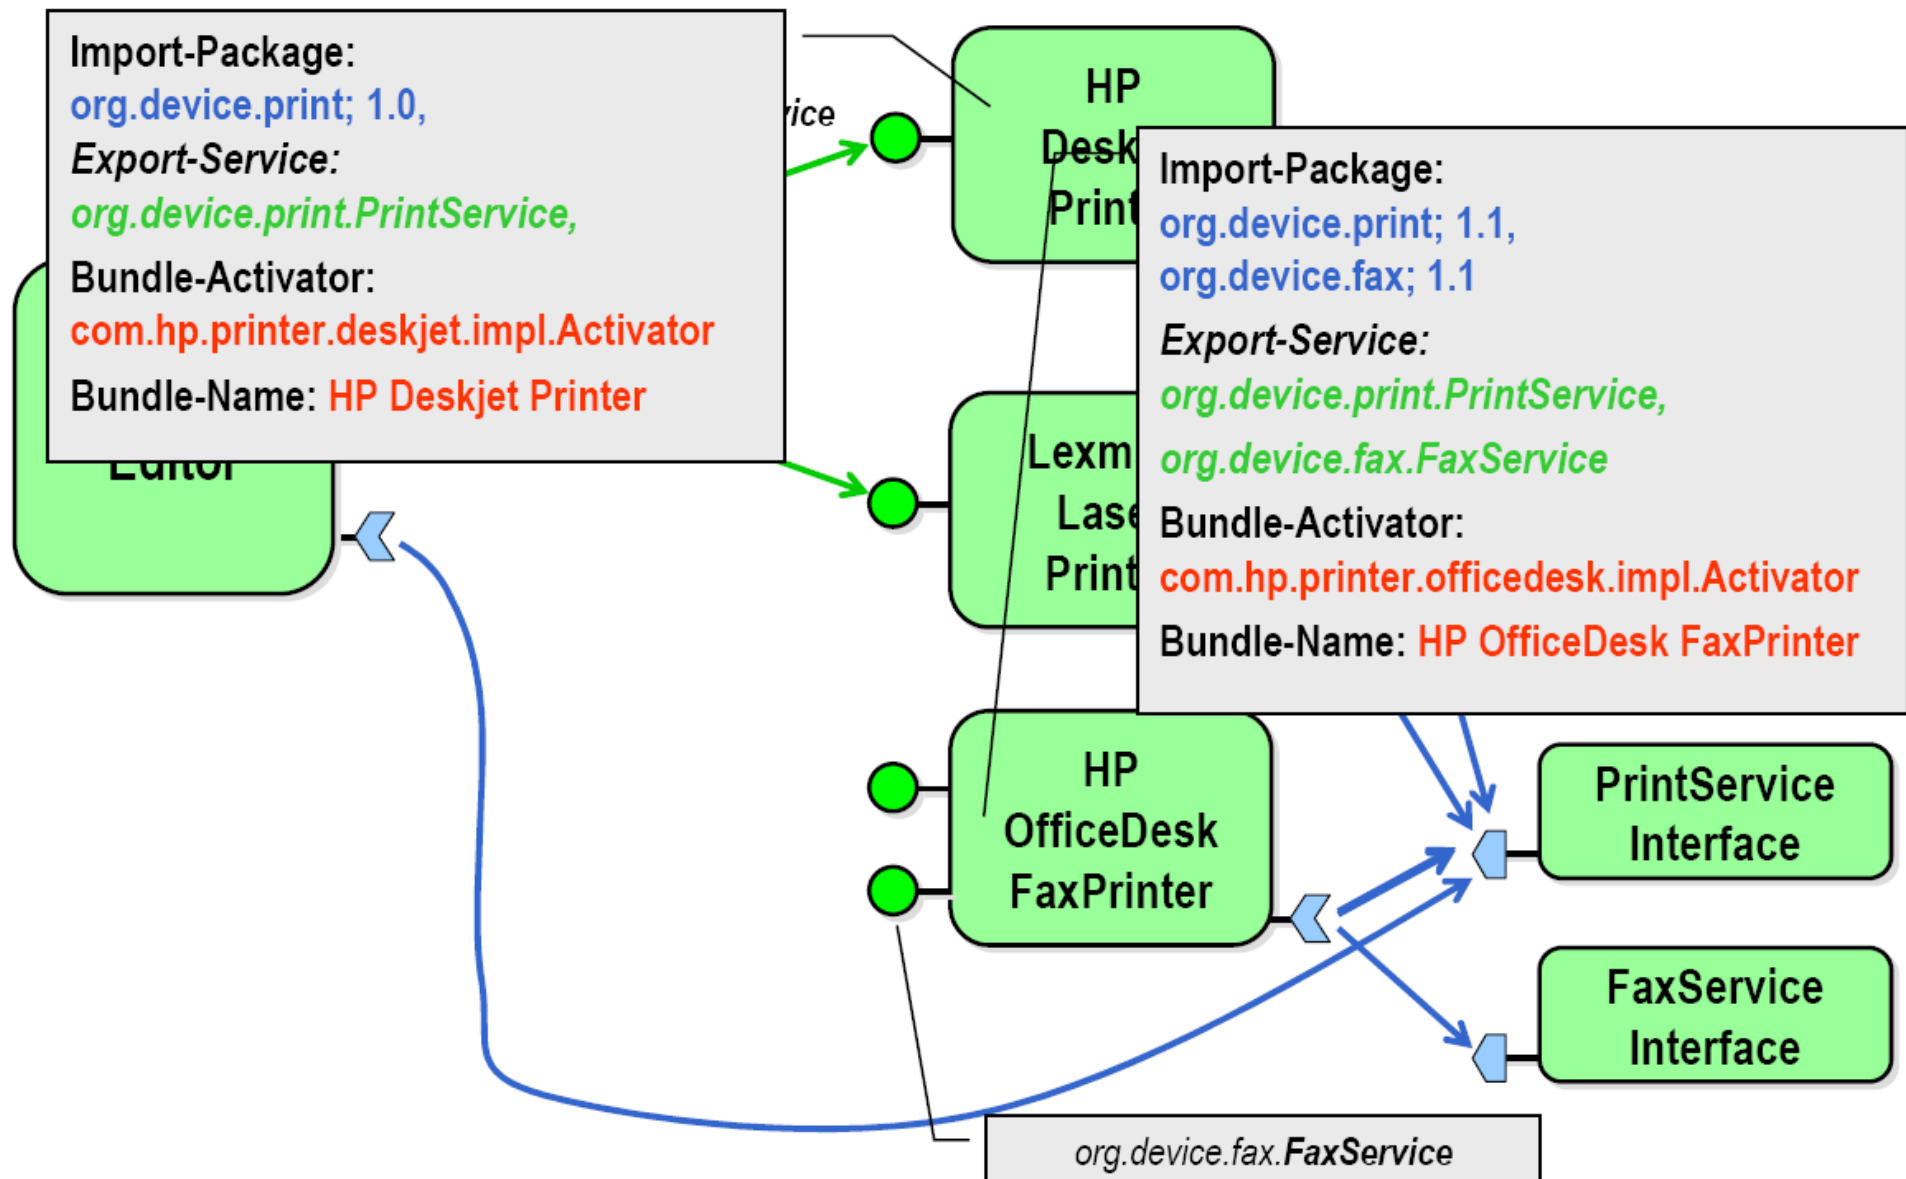 Import-Package:
org.device.print; 1.0,
Export-Service:
org.device.print.PrintService,
Bundle-Activator:
com.hp.printer.deskjet.impl.Activator
Bundle-Name: HP Deskjet Printer
Editor
HP
Import-Package:
org.device.print; 1.1,
org.device.fax; 1.1
Export-Service:
org.device.print.PrintService,
org.device.fax.FaxService
Bundle-Activator:
com.hp.printer.officedesk.impl.Activator
Bundle-Name: HP OfficeDesk FaxPrinter
HP
OfficeDesk
FaxPrinter
PrintService
Interface
FaxService
Interface
org.device.fax.FaxService